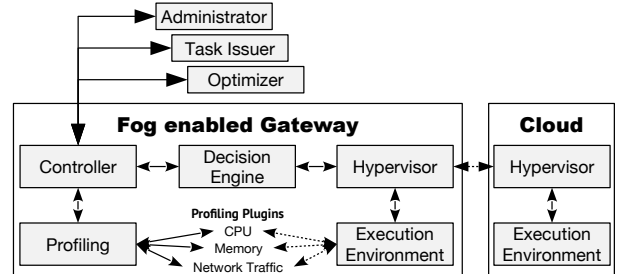 Administrator
Task Issuer
Optimizer
Fog enabled Gateway
Cloud
Controller
Decision
Engine
Hypervisor
Hypervisor
Profiling
Profiling Plugins
CPU
Memory
Network Traffic
Execution
Environment
Execution
Environment